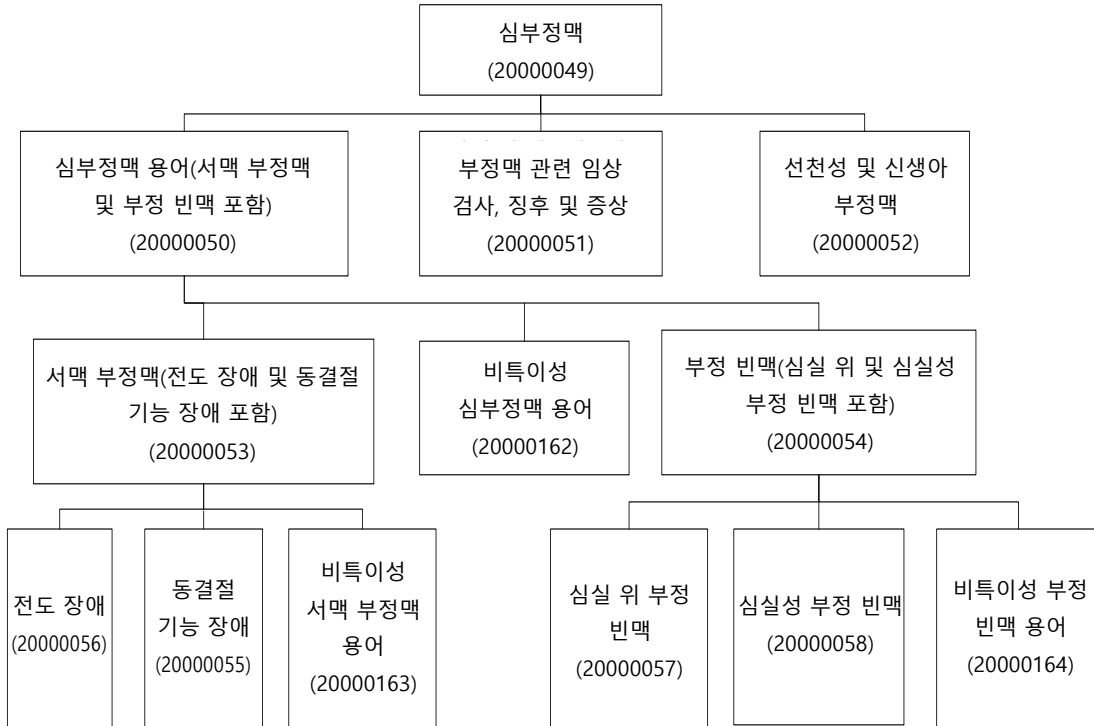 심부정맥
(20000049)
심부정맥 용어(서맥 부정맥
및 부정 빈맥 포함)
(20000050)
부정맥 관련 임상
검사, 징후 및 증상
(20000051)
선천성 및 신생아
부정맥
(20000052)
서맥 부정맥(전도 장애 및 동결절
기능 장애 포함)
(20000053)
비특이성
심부정맥 용어
(20000162)
부정 빈맥(심실 위 및 심실성
부정 빈맥 포함)
(20000054)
전도 장애
(20000056)
동결절
기능 장애
(20000055)
비특이성
서맥 부정맥
용어
(20000163)
심실 위 부정
빈맥
(20000057)
심실성 부정 빈맥
(20000058)
비특이성 부정
빈맥 용어
(20000164)